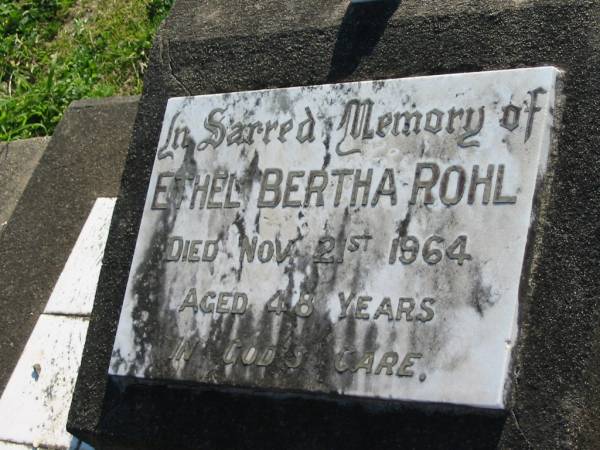 In Sacred Memory of
ETHEL BERTHA ROHL
DIED NOV. 21ST 1964
AGED 48 YEARS
IN GOD'S CARE.